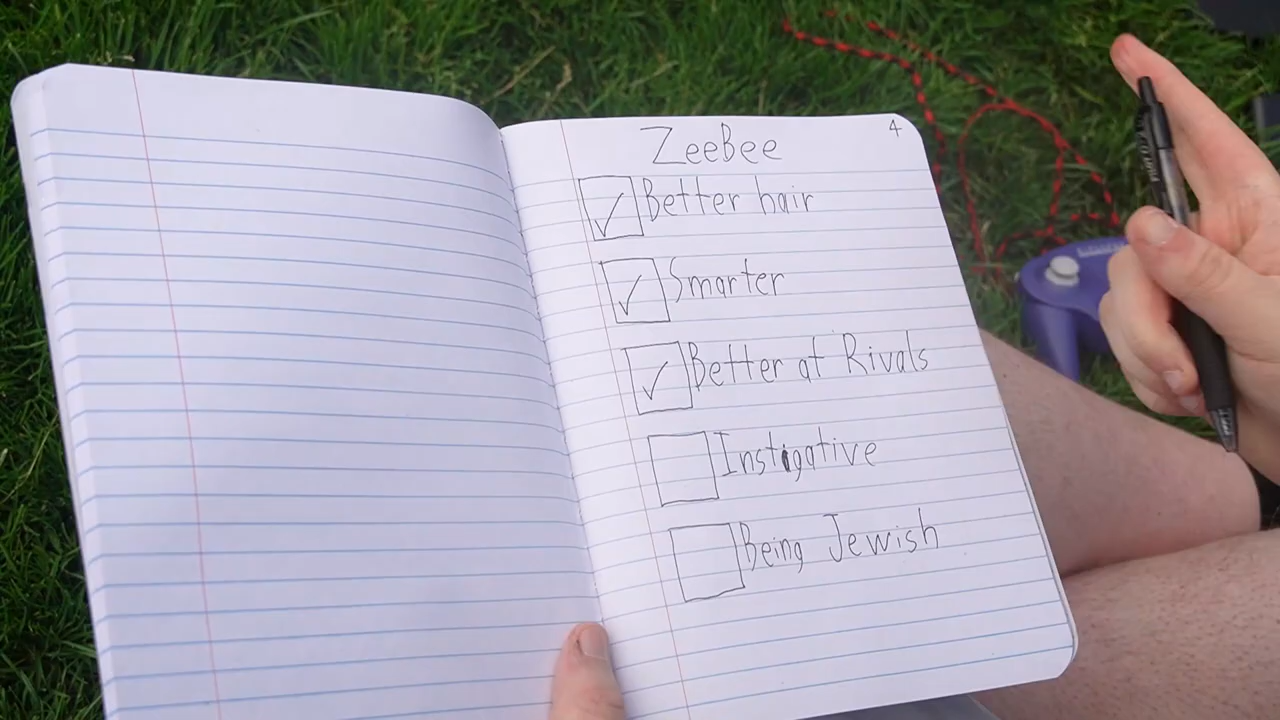 4
ZeeBee
Better hair
Smarter
Better at Rivals
Instigative
Being Jewish